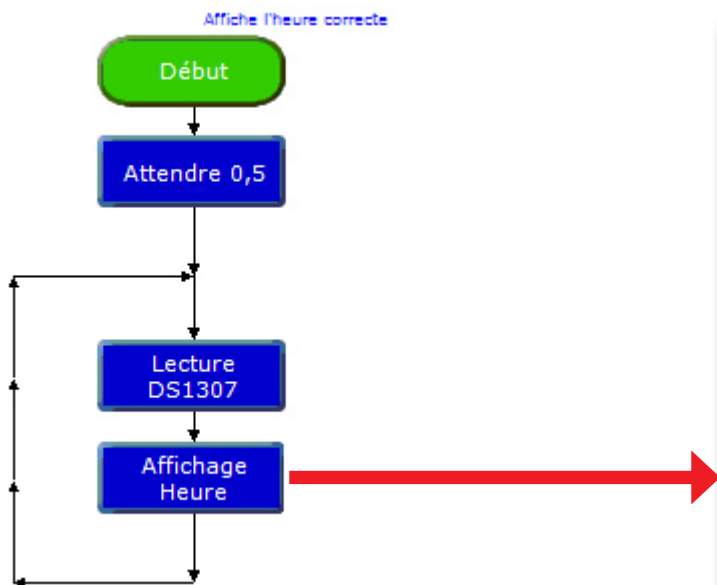 Affiche l'heure correcte
Début
Attendre 0,5
Lecture
DS1307
Affichage
Heure